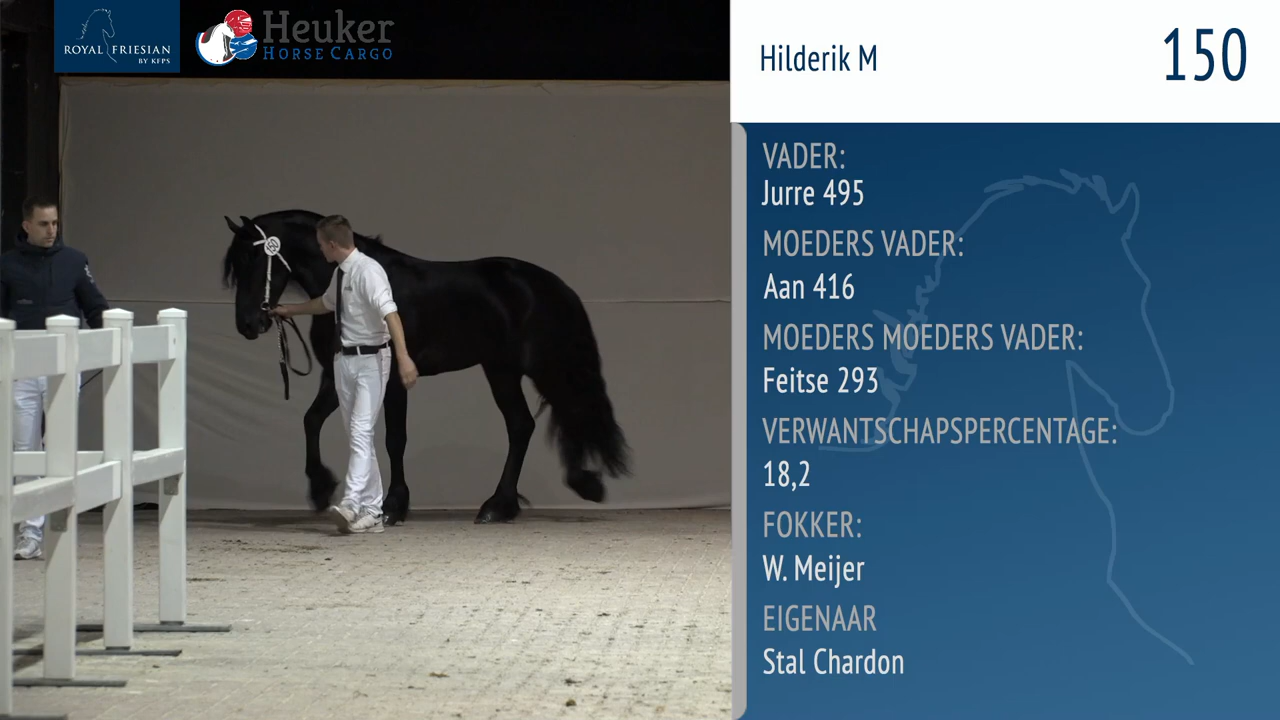 ROYAL FRIESIAN
BY KFPS
Heuker
HORSE CARGO
150
Hilderik M
150
VADER:
Jurre 495
MOEDERS VADER:
Aan 416
MOEDERS MOEDERS VADER:
Feitse 293
VERWANTSCHAPSPERCENTAGE:
18,2
FOKKER:
W. Meijer
EIGENAAR
Stal Chardon